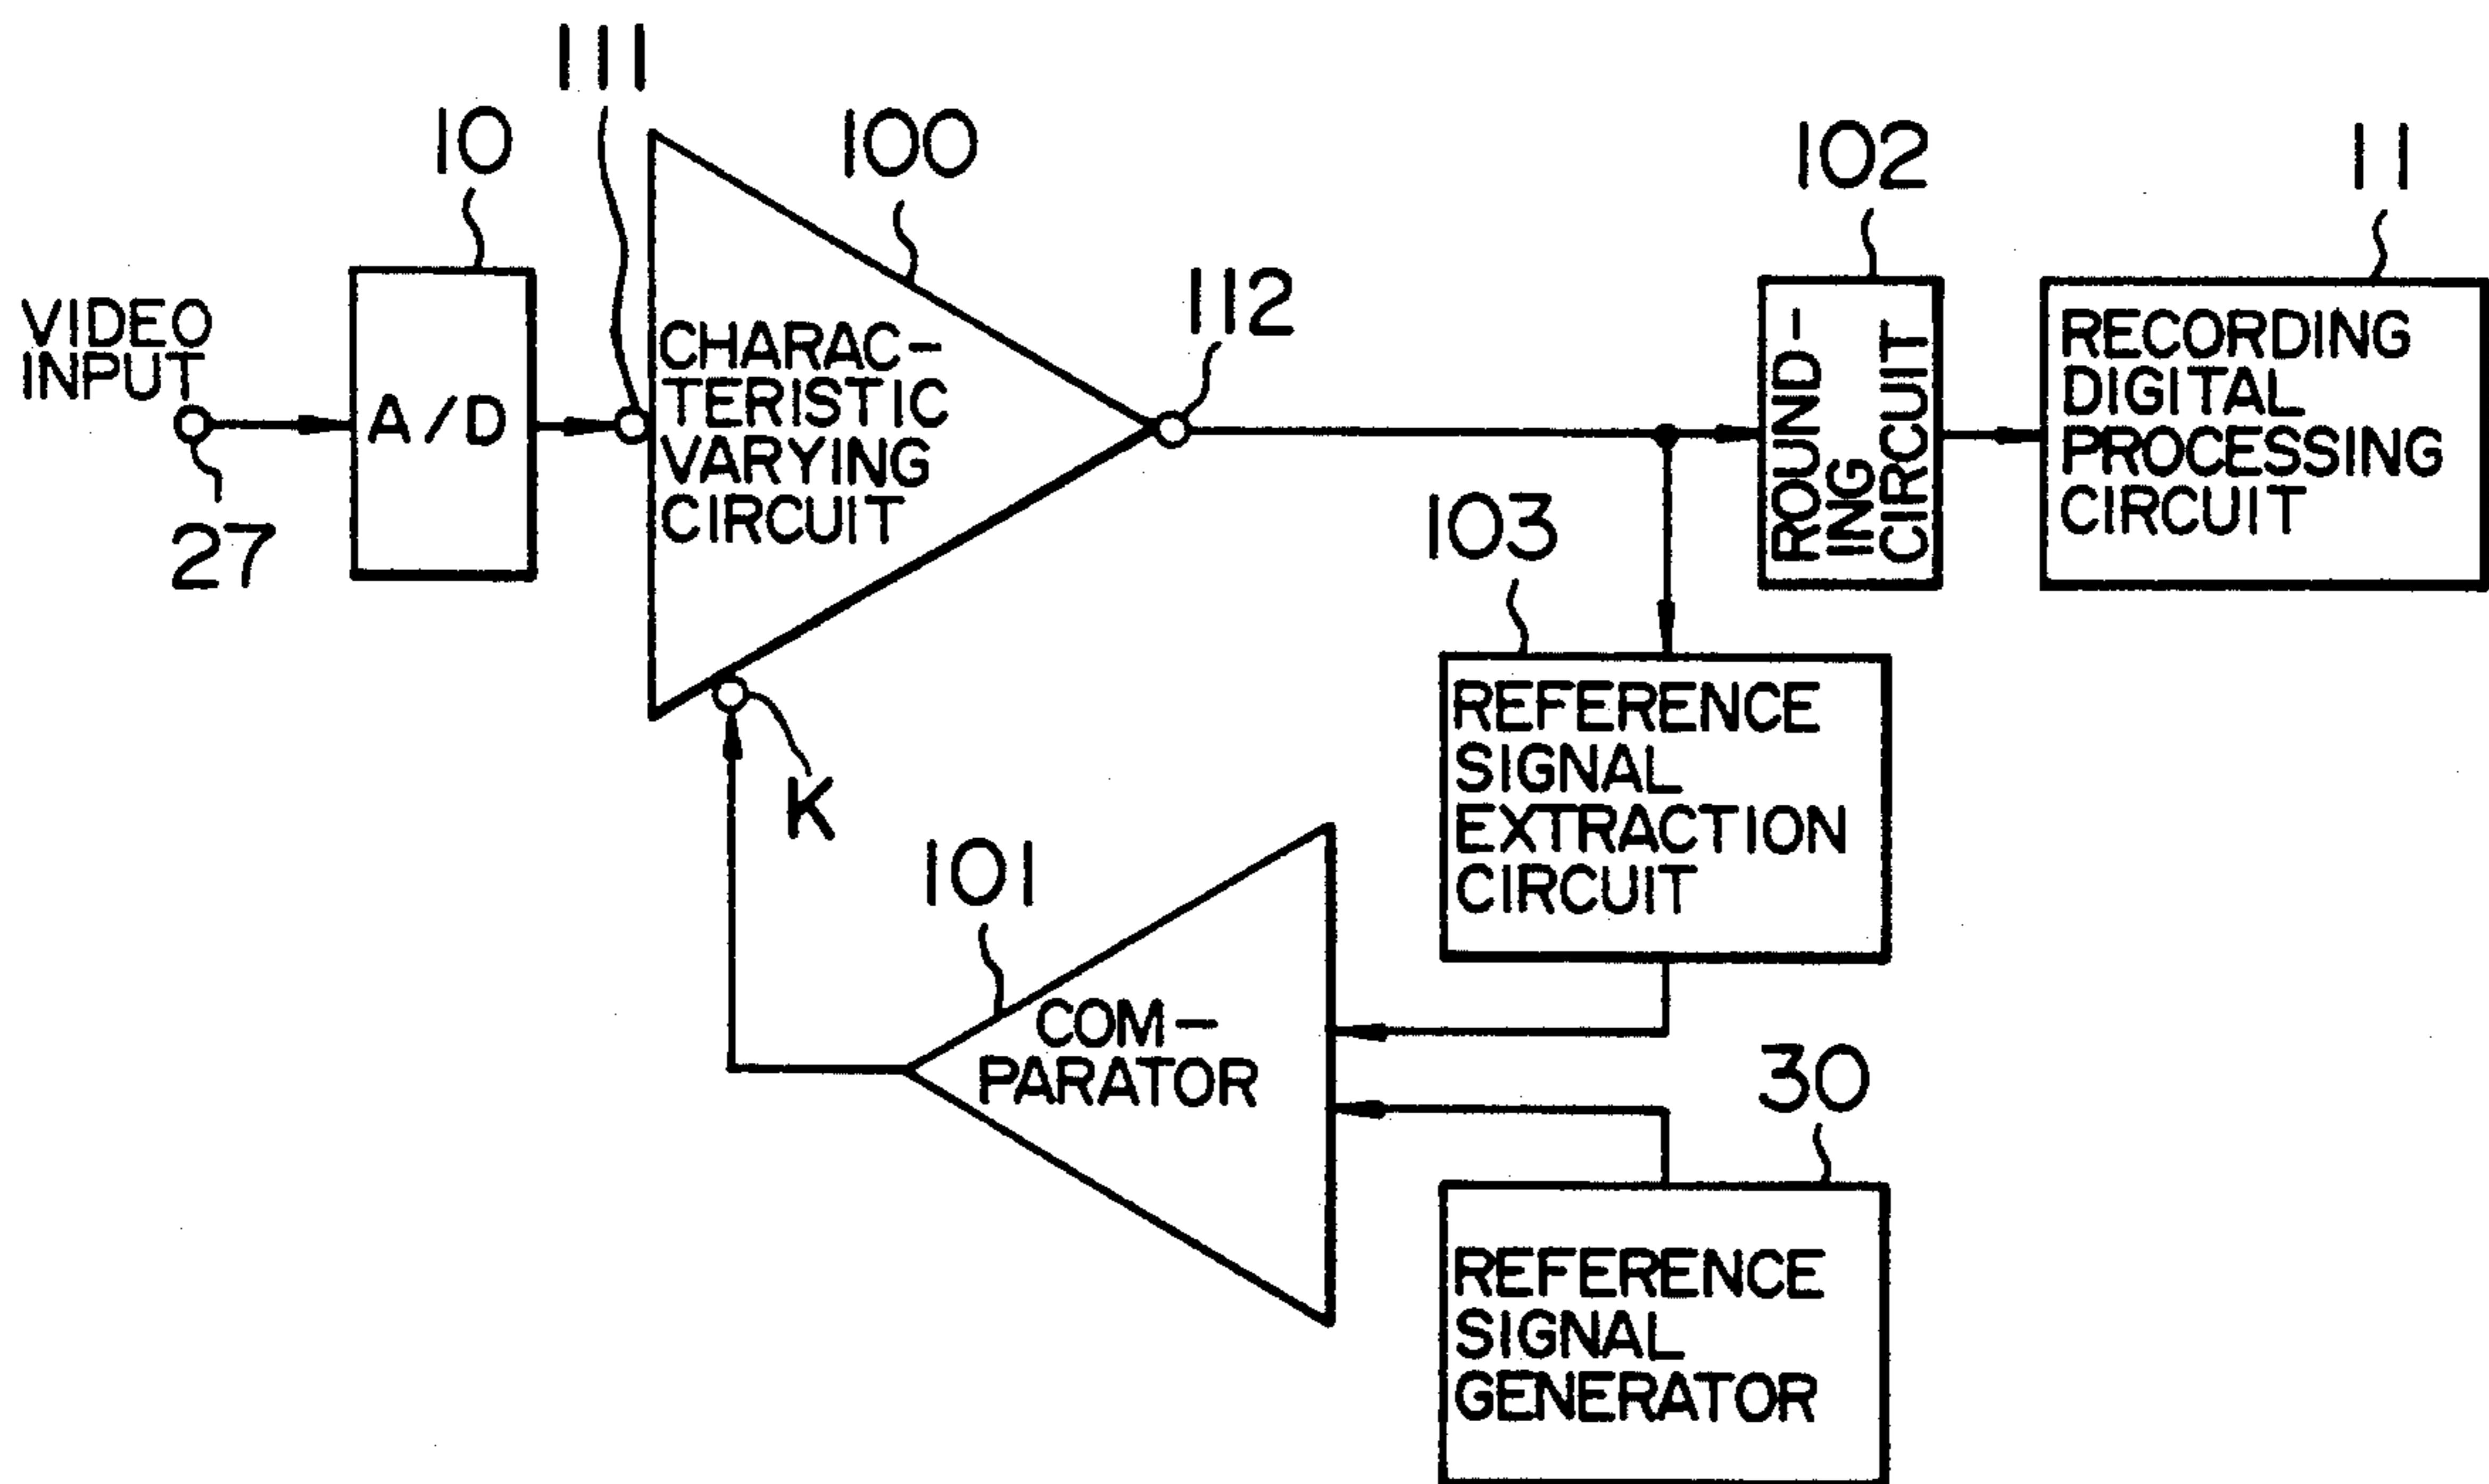 111
10
100
102
11
VIDEO
INPUT
27
A/D
CHARAC-
TERISTIC
VARYING
CIRCUIT
112
ROUND-
ING
CIRCUIT
RECORDING
DIGITAL
PROCESSING
CIRCUIT
103
K
REFERENCE
SIGNAL
EXTRACTION
CIRCUIT
101
COM-
PARATOR
30
REFERENCE
SIGNAL
GENERATOR